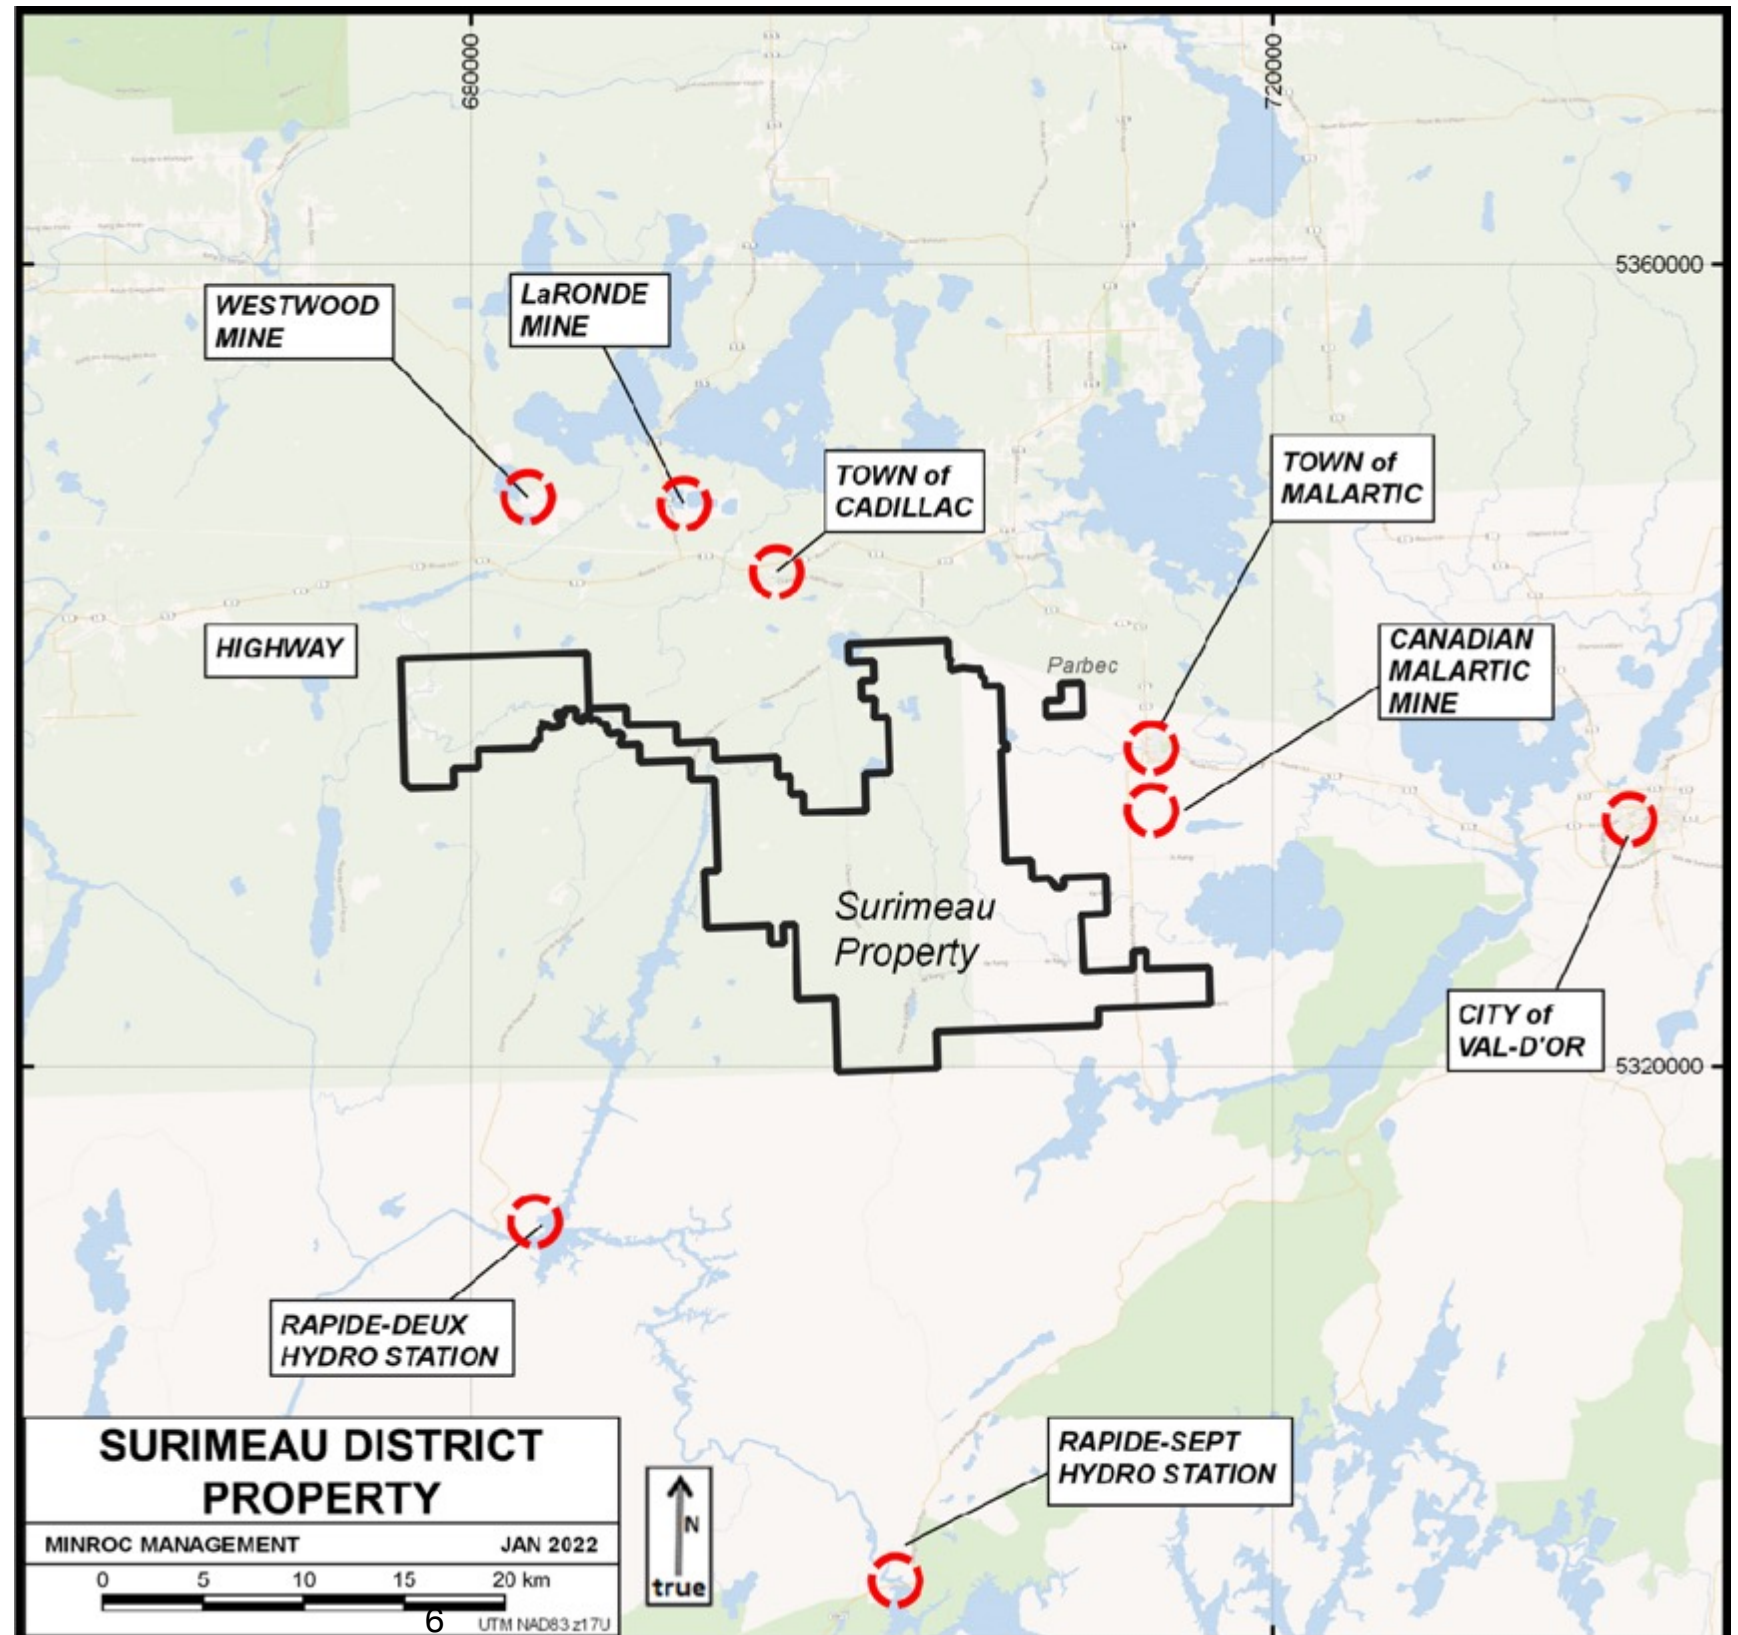 6800000
7200000
5360000
WESTWOOD
MINE
LaRONDE
MINE
TOWN of
CADILLAC
TOWN of
MALARTIC
HIGHWAY
CANADIAN
MALARTIC
MINE
Parbec
Surimeau
Property
CITY of
VAL-D'OR
5320000
RAPIDE-DEUX
HYDRO STATION
RAPIDE-SEPT
HYDRO STATION
SURIMEAU DISTRICT
PROPERTY
MINROC MANAGEMENT JAN 2022
0 5 10 15 20 km
6
UTM NAD83 z17U
N
true